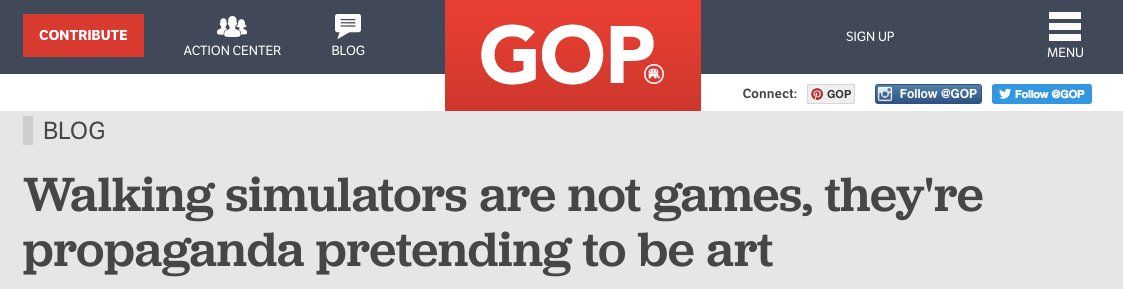 CONTRIBUTE
ACTION CENTER
BLOG
GOP
SIGN UP
MENU
Connect:
GOP
Follow @GOP
Follow @GOP
BLOG
Walking simulators are not games, they're
propaganda pretending to be art